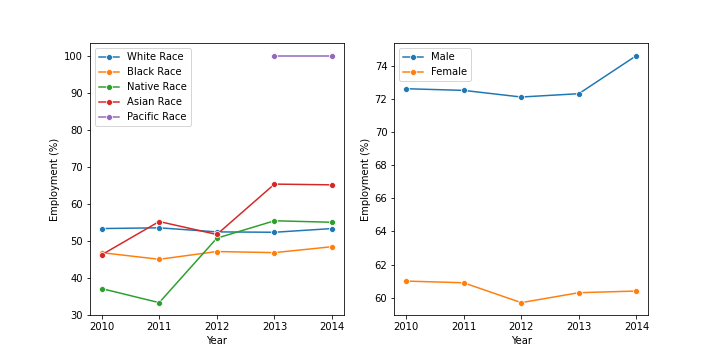 White Race
Black Race
Native Race
Asian Race
Pacific Race
100
90
80
70
60
50
40
30
Employment (%)
2010 2011 2012 2013 2014
Year
Male
Female
74
72
70
68
66
64
62
60
Employment (%)
2010 2011 2012 2013 2014
Year